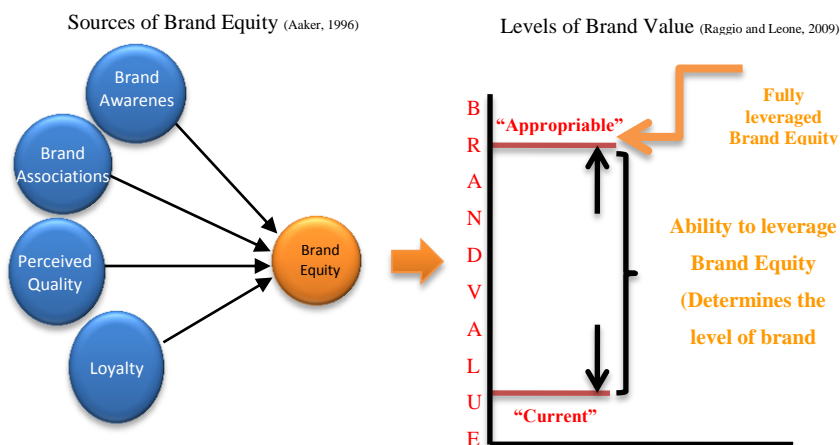 Sources of Brand Equity (Aaker, 1996)
Brand
Awarenes
Brand
Associations
Perceived
Quality
Loyalty
Brand
Equity
Levels of Brand Value (Raggio and Leone, 2009)
B
R
A
N
D
V
A
L
U
E
“Appropriable”
Fully
leveraged
Brand Equity
Ability to leverage
Brand Equity
(Determines the
level of brand
“Current”